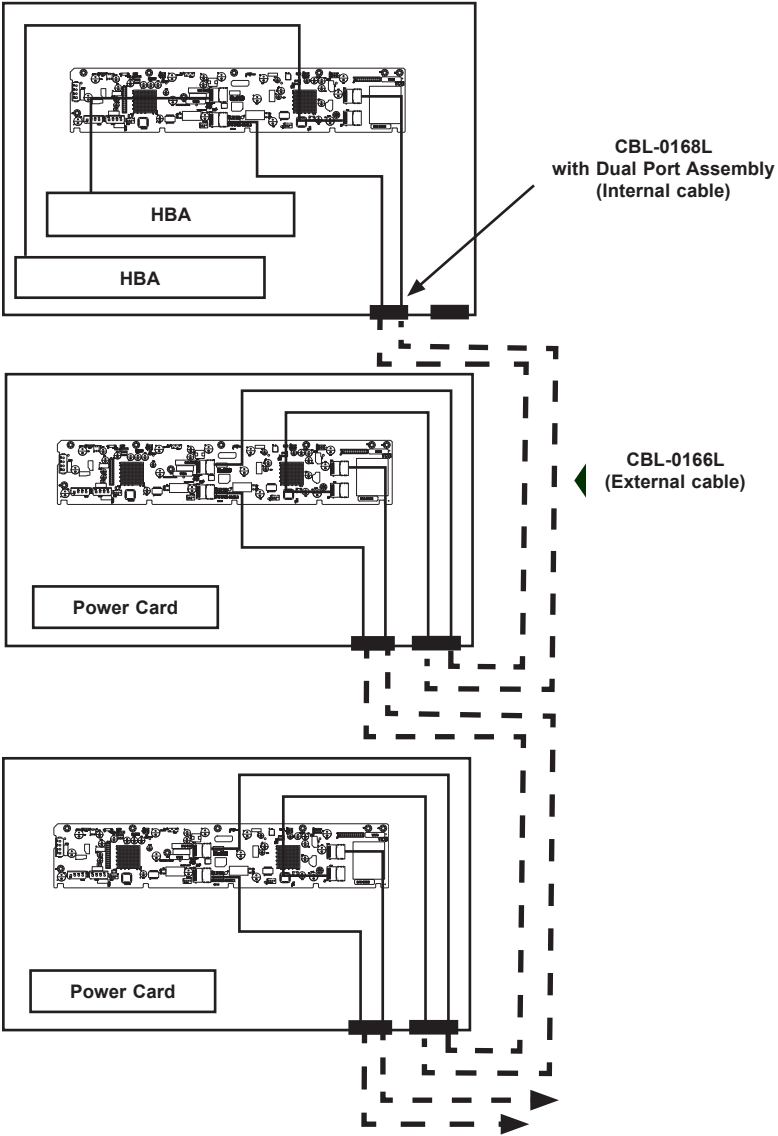 CBL-0168L
with Dual Port Assembly
(Internal cable)
HBA
HBA
CBL-0166L
(External cable)
Power Card
Power Card